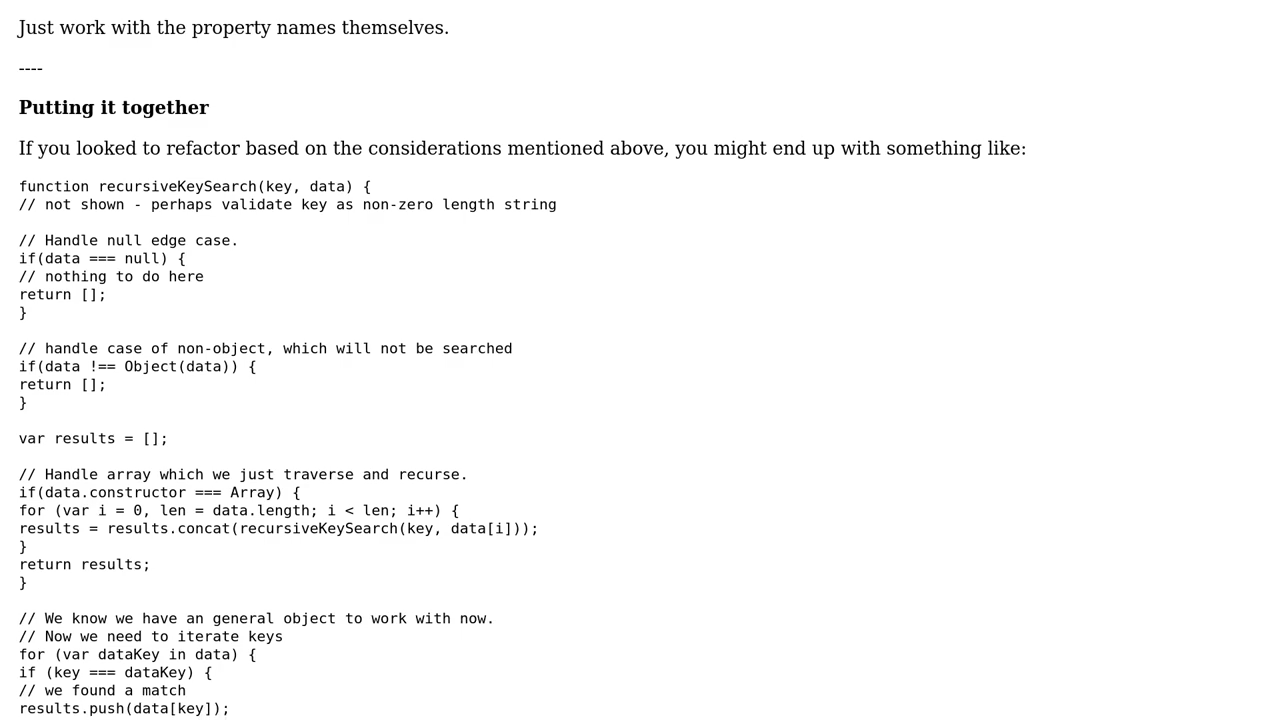 Just work with the property names themselves.
----
Putting it together
If you looked to refactor based on the considerations mentioned above, you might end up with something like:
function recursiveKeySearch(key, data) {
// not shown - perhaps validate key as non-zero length string
// Handle null edge case.
if(data === null) {
// nothing to do here
return [];
}
// handle case of non-object, which will not be searched
if(data !== Object(data)) {
return [];
}
var results = [];
// Handle array which we just traverse and recurse.
if(data.constructor === Array) {
for (var i = 0, len = data.length; i < len; i++) {
results = results.concat(recursiveKeySearch(key, data[i]));
}
return results;
}
// We know we have an general object to work with now.
// Now we need to iterate keys
for (var dataKey in data) {
if (key === dataKey) {
// we found a match
results.push(data[key]);